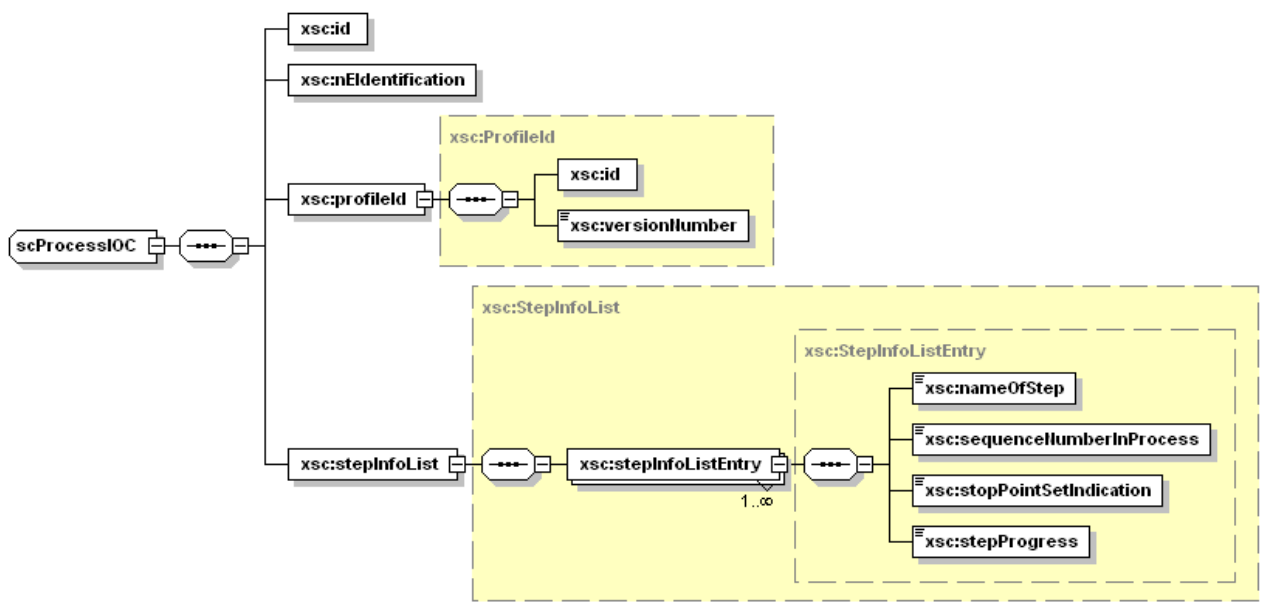 xsc:id
xsc:nEIdentification
xsc:ProfileId
xsc:id
xsc:profileId
xsc:versionNumber
scProcessIOC
xsc:StepInfoList
xsc:StepInfoListEntry
xsc:nameOfStep
xsc:sequenceNumberInProcess
xsc:stepInfoList
xsc:stepInfoListEntry
1..∞
xsc:stopPointSetIndication
xsc:stepProgress